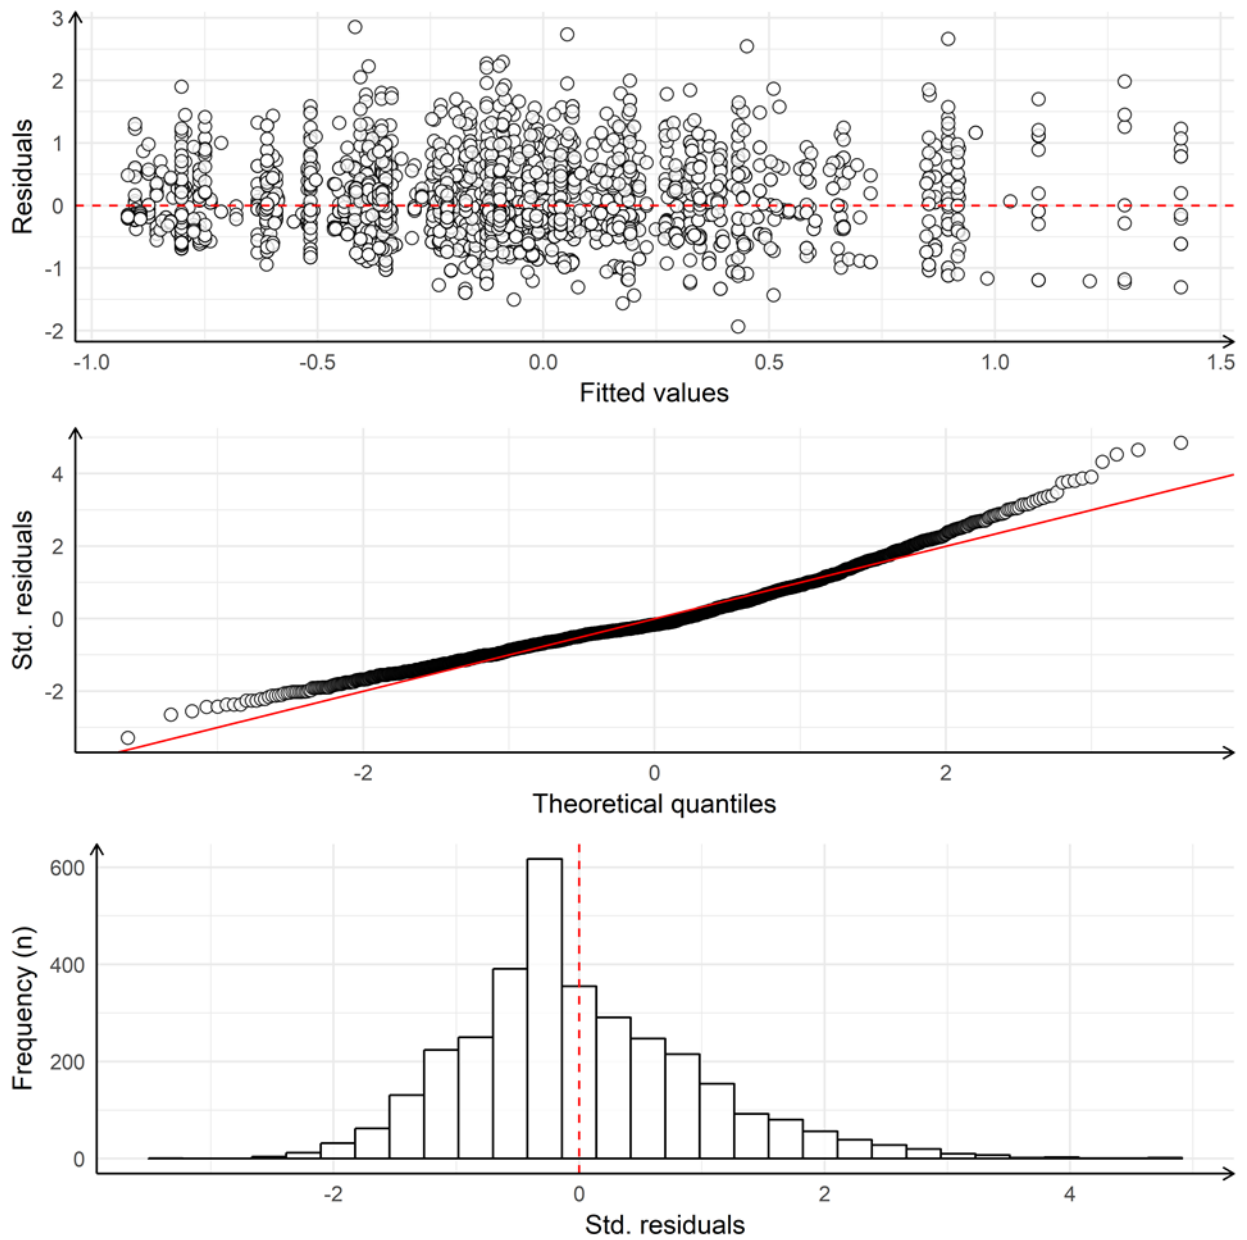 3
2
1
0
-1
-2
Residuals
-1.0 -0.5 0.0 0.5 1.0 1.5
Fitted values
4
2
0
-2
Std. residuals
-2 0 2
Theoretical quantiles
600
400
200
0
Frequency (n)
-2 0 2 4
Std. residuals